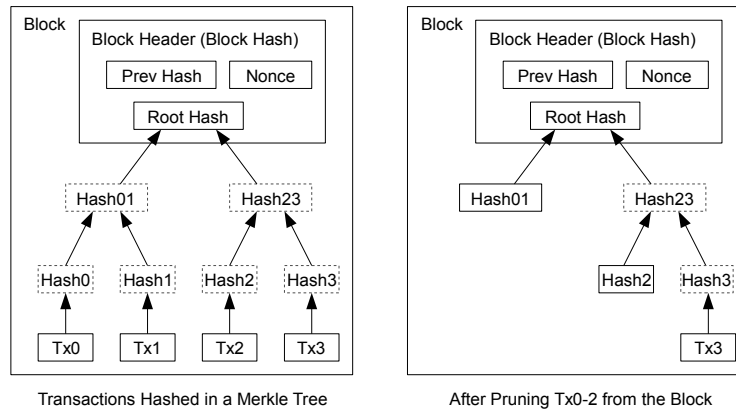 Block
Block Header (Block Hash)
Prev Hash
Nonce
Root Hash
Hash01
Hash23
Hash0
Hash1
Hash2
Hash3
Tx0
Tx1
Tx2
Tx3
Transactions Hashed in a Merkle Tree
Block
Block Header (Block Hash)
Prev Hash
Nonce
Root Hash
Hash01
Hash23
Hash2
Hash3
Tx3
After Pruning Tx0-2 from the Block